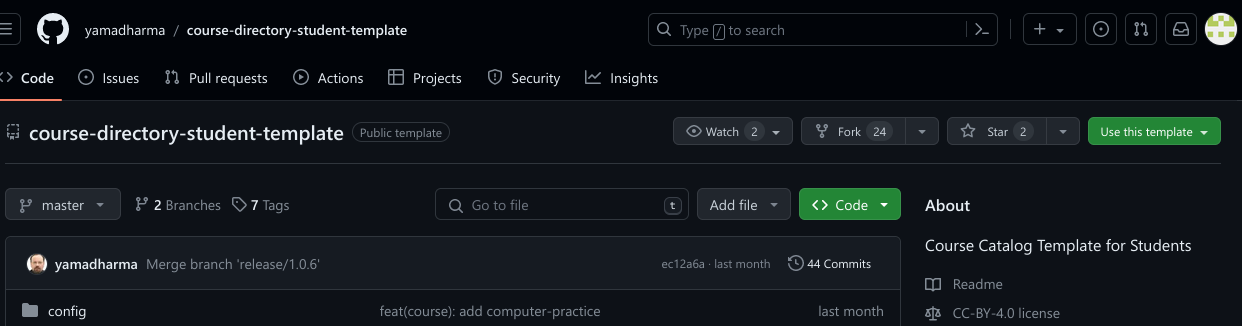 yamadharma / course-directory-student-template Type / to search
Code Issues Pull requests Actions Projects Security Insights
course-directory-student-template Public template Watch 2 Fork 24 Star 2 Use this template
master 2 Branches 7 Tags Go to file t Add file Code About
Course Catalog Template for Students
yamadharma Merge branch 'release/1.0.6' ec12a6a · last month 44 Commits
Readme
config feat(course): add computer-practice last month
CC-BY-4.0 license